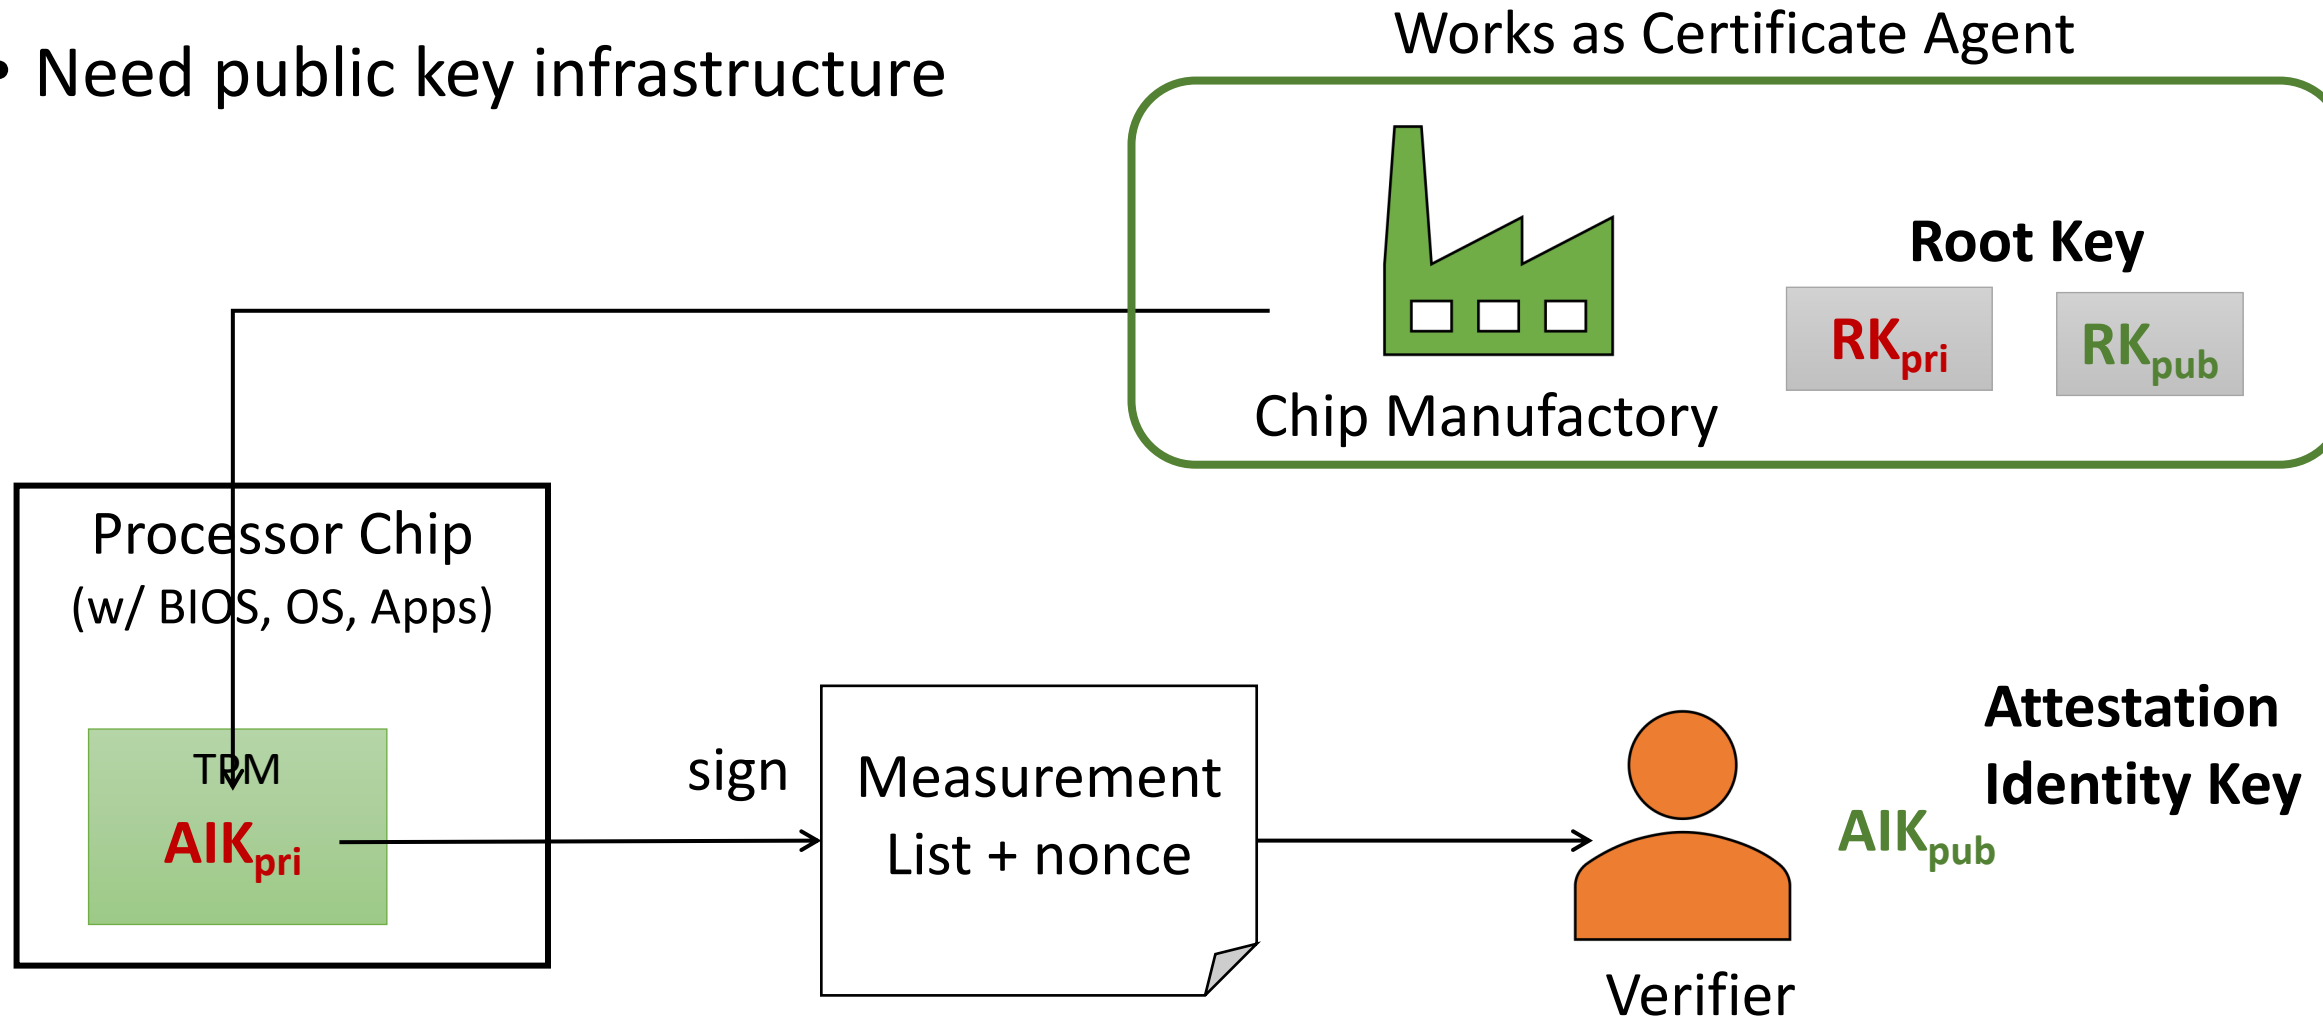 • Need public key infrastructure
Works as Certificate Agent
Root Key
RKpri
RKpub
Chip Manufactory
Processor Chip
(w/ BIOS, OS, Apps)
TPM
AIKpri
sign
Measurement
List + nonce
Verifier
Attestation
Identity Key
AIKpub